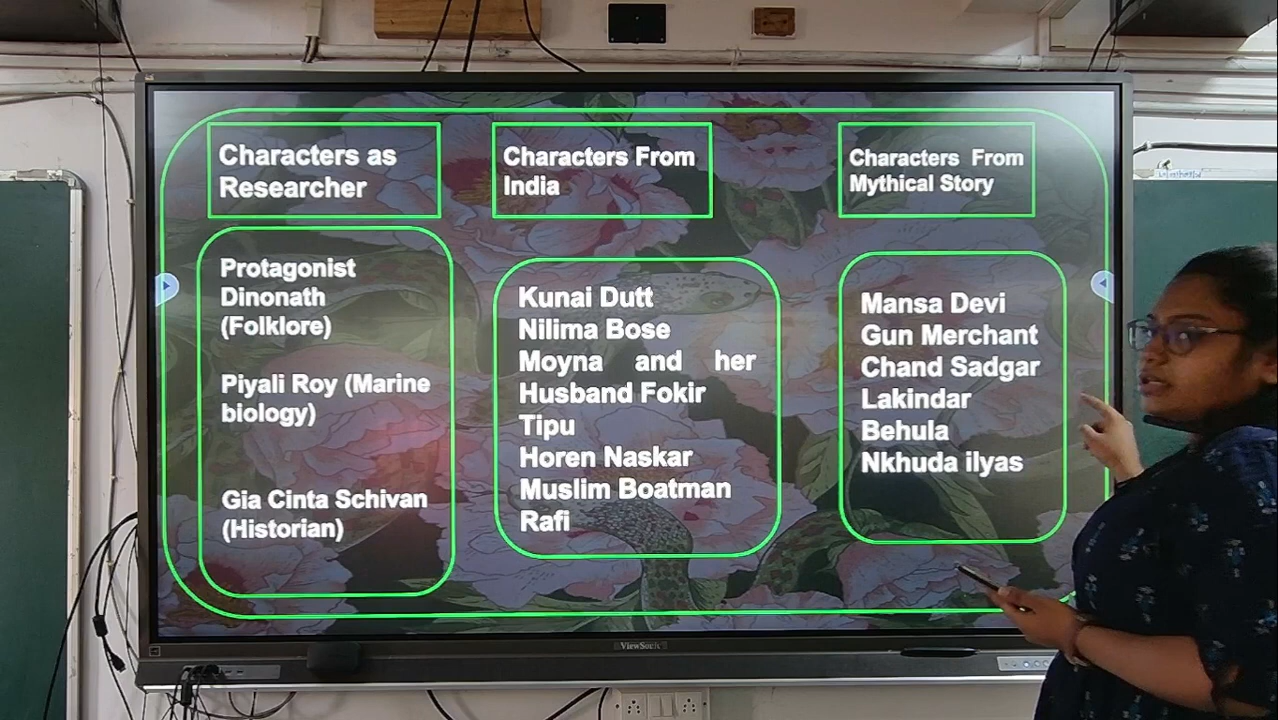 Characters as
Researcher
Protagonist
Dinonath
(Folklore)
Piyali Roy (Marine
biology)
Gia Cinta Schivan
(Historian)
Characters From
India
Kunai Dutt
Nilima Bose
Moyna and her
Husband Fokir
Tipu
Horen Naskar
Muslim Boatman
Rafi
Characters From
Mythical Story
Mansa Devi
Gun Merchant
Chand Sadgar
Lakindar
Behula
Nkhuda ilyas
ViewSonic